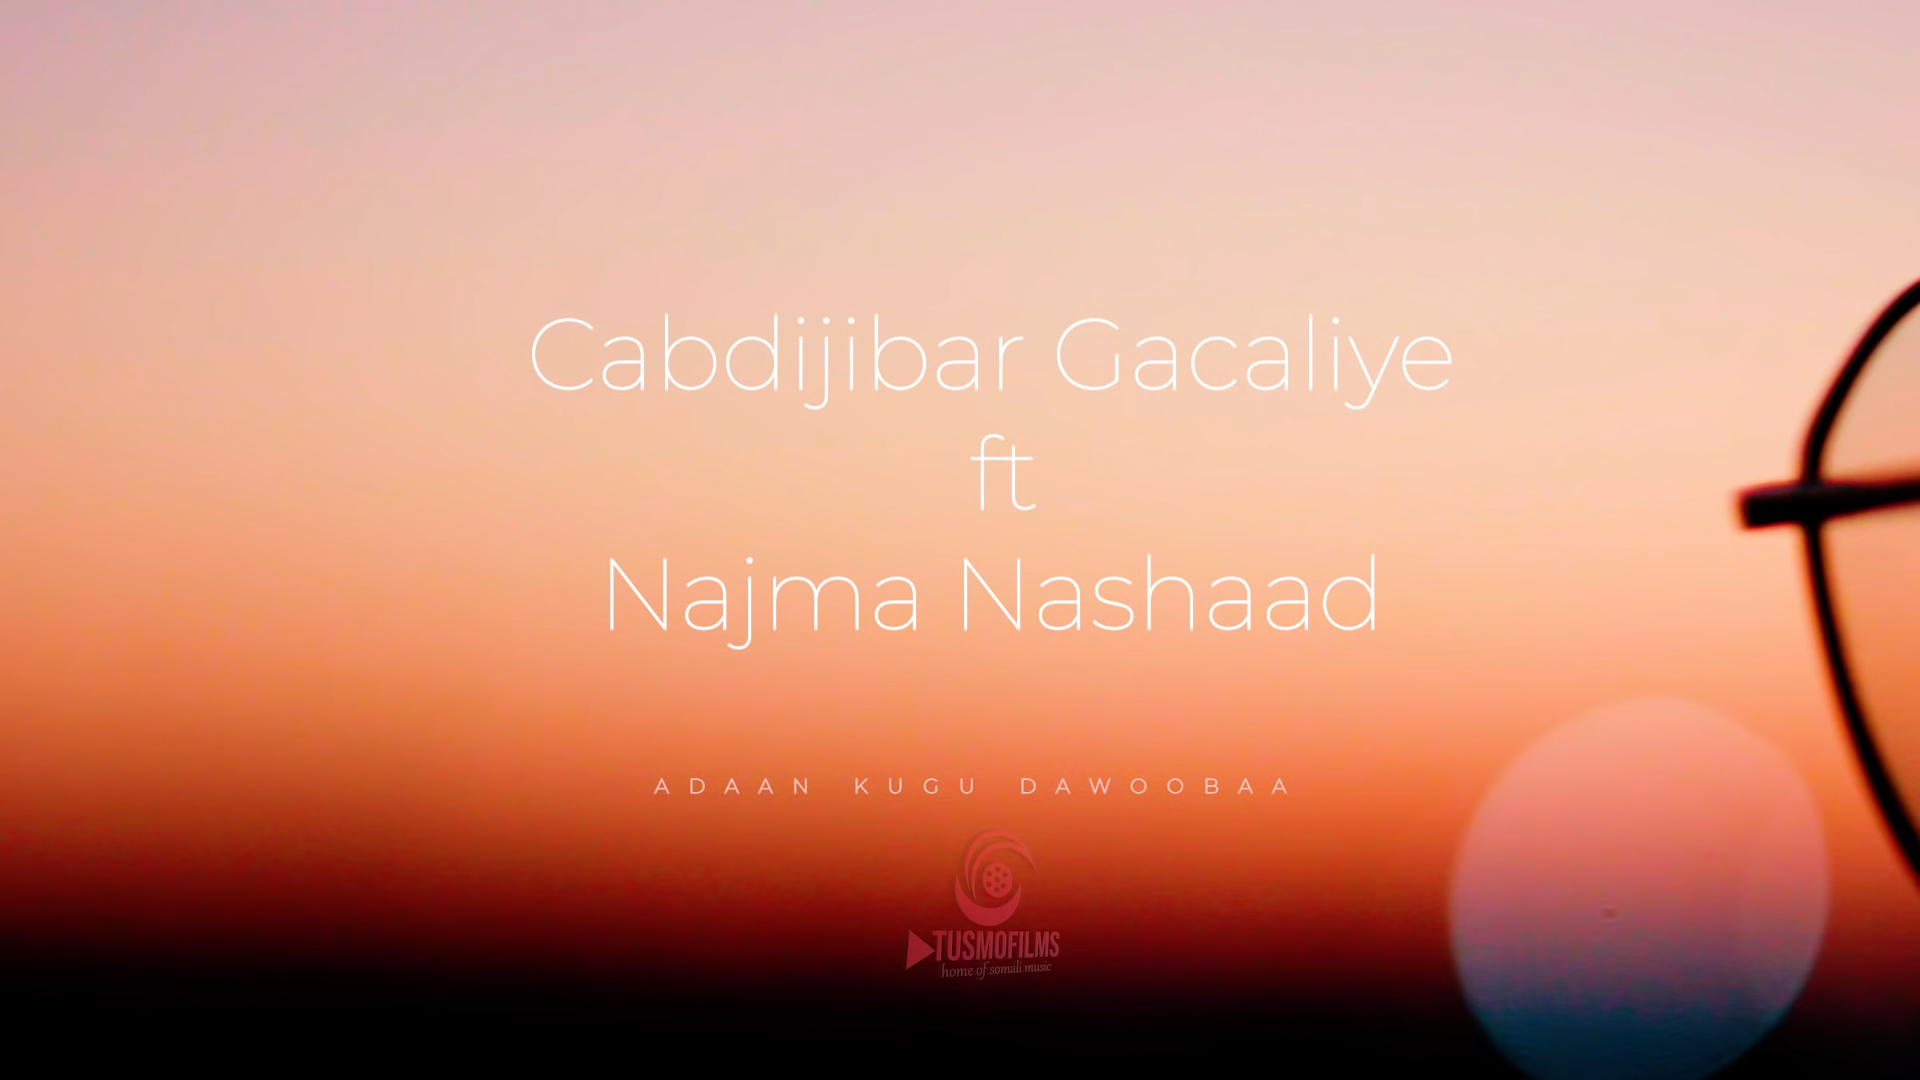 Cabdijibar Gacaliye
ft
Najma Nashaad
ADAAN KUGU DAWOOBAA
TUSMOFILMS
home of somali music